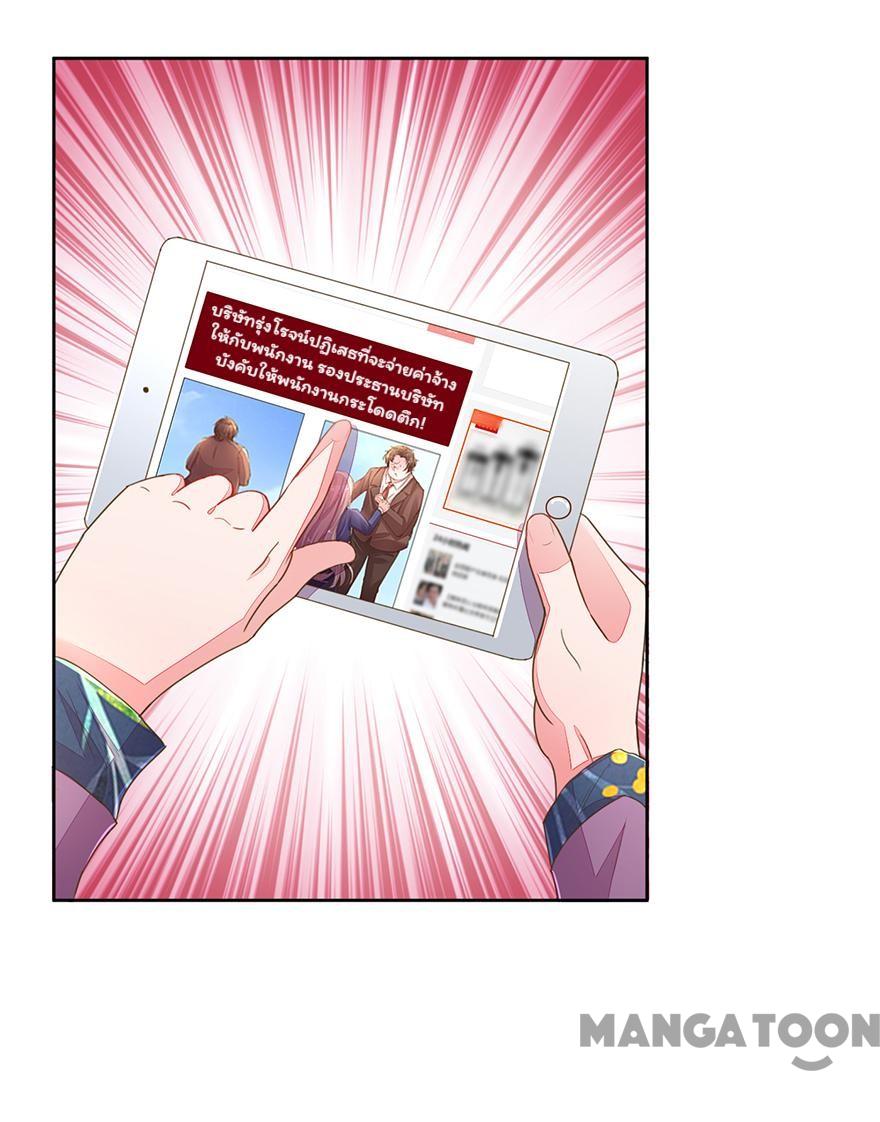 บริษัทรุ่งโรจน์ปฏิเสธที่จะจ่ายค่าจ้าง
ให้กับพนักงาน รองประธานบริษัท
บังคับให้พนักงานกระโดดตึก!
MANGATOON